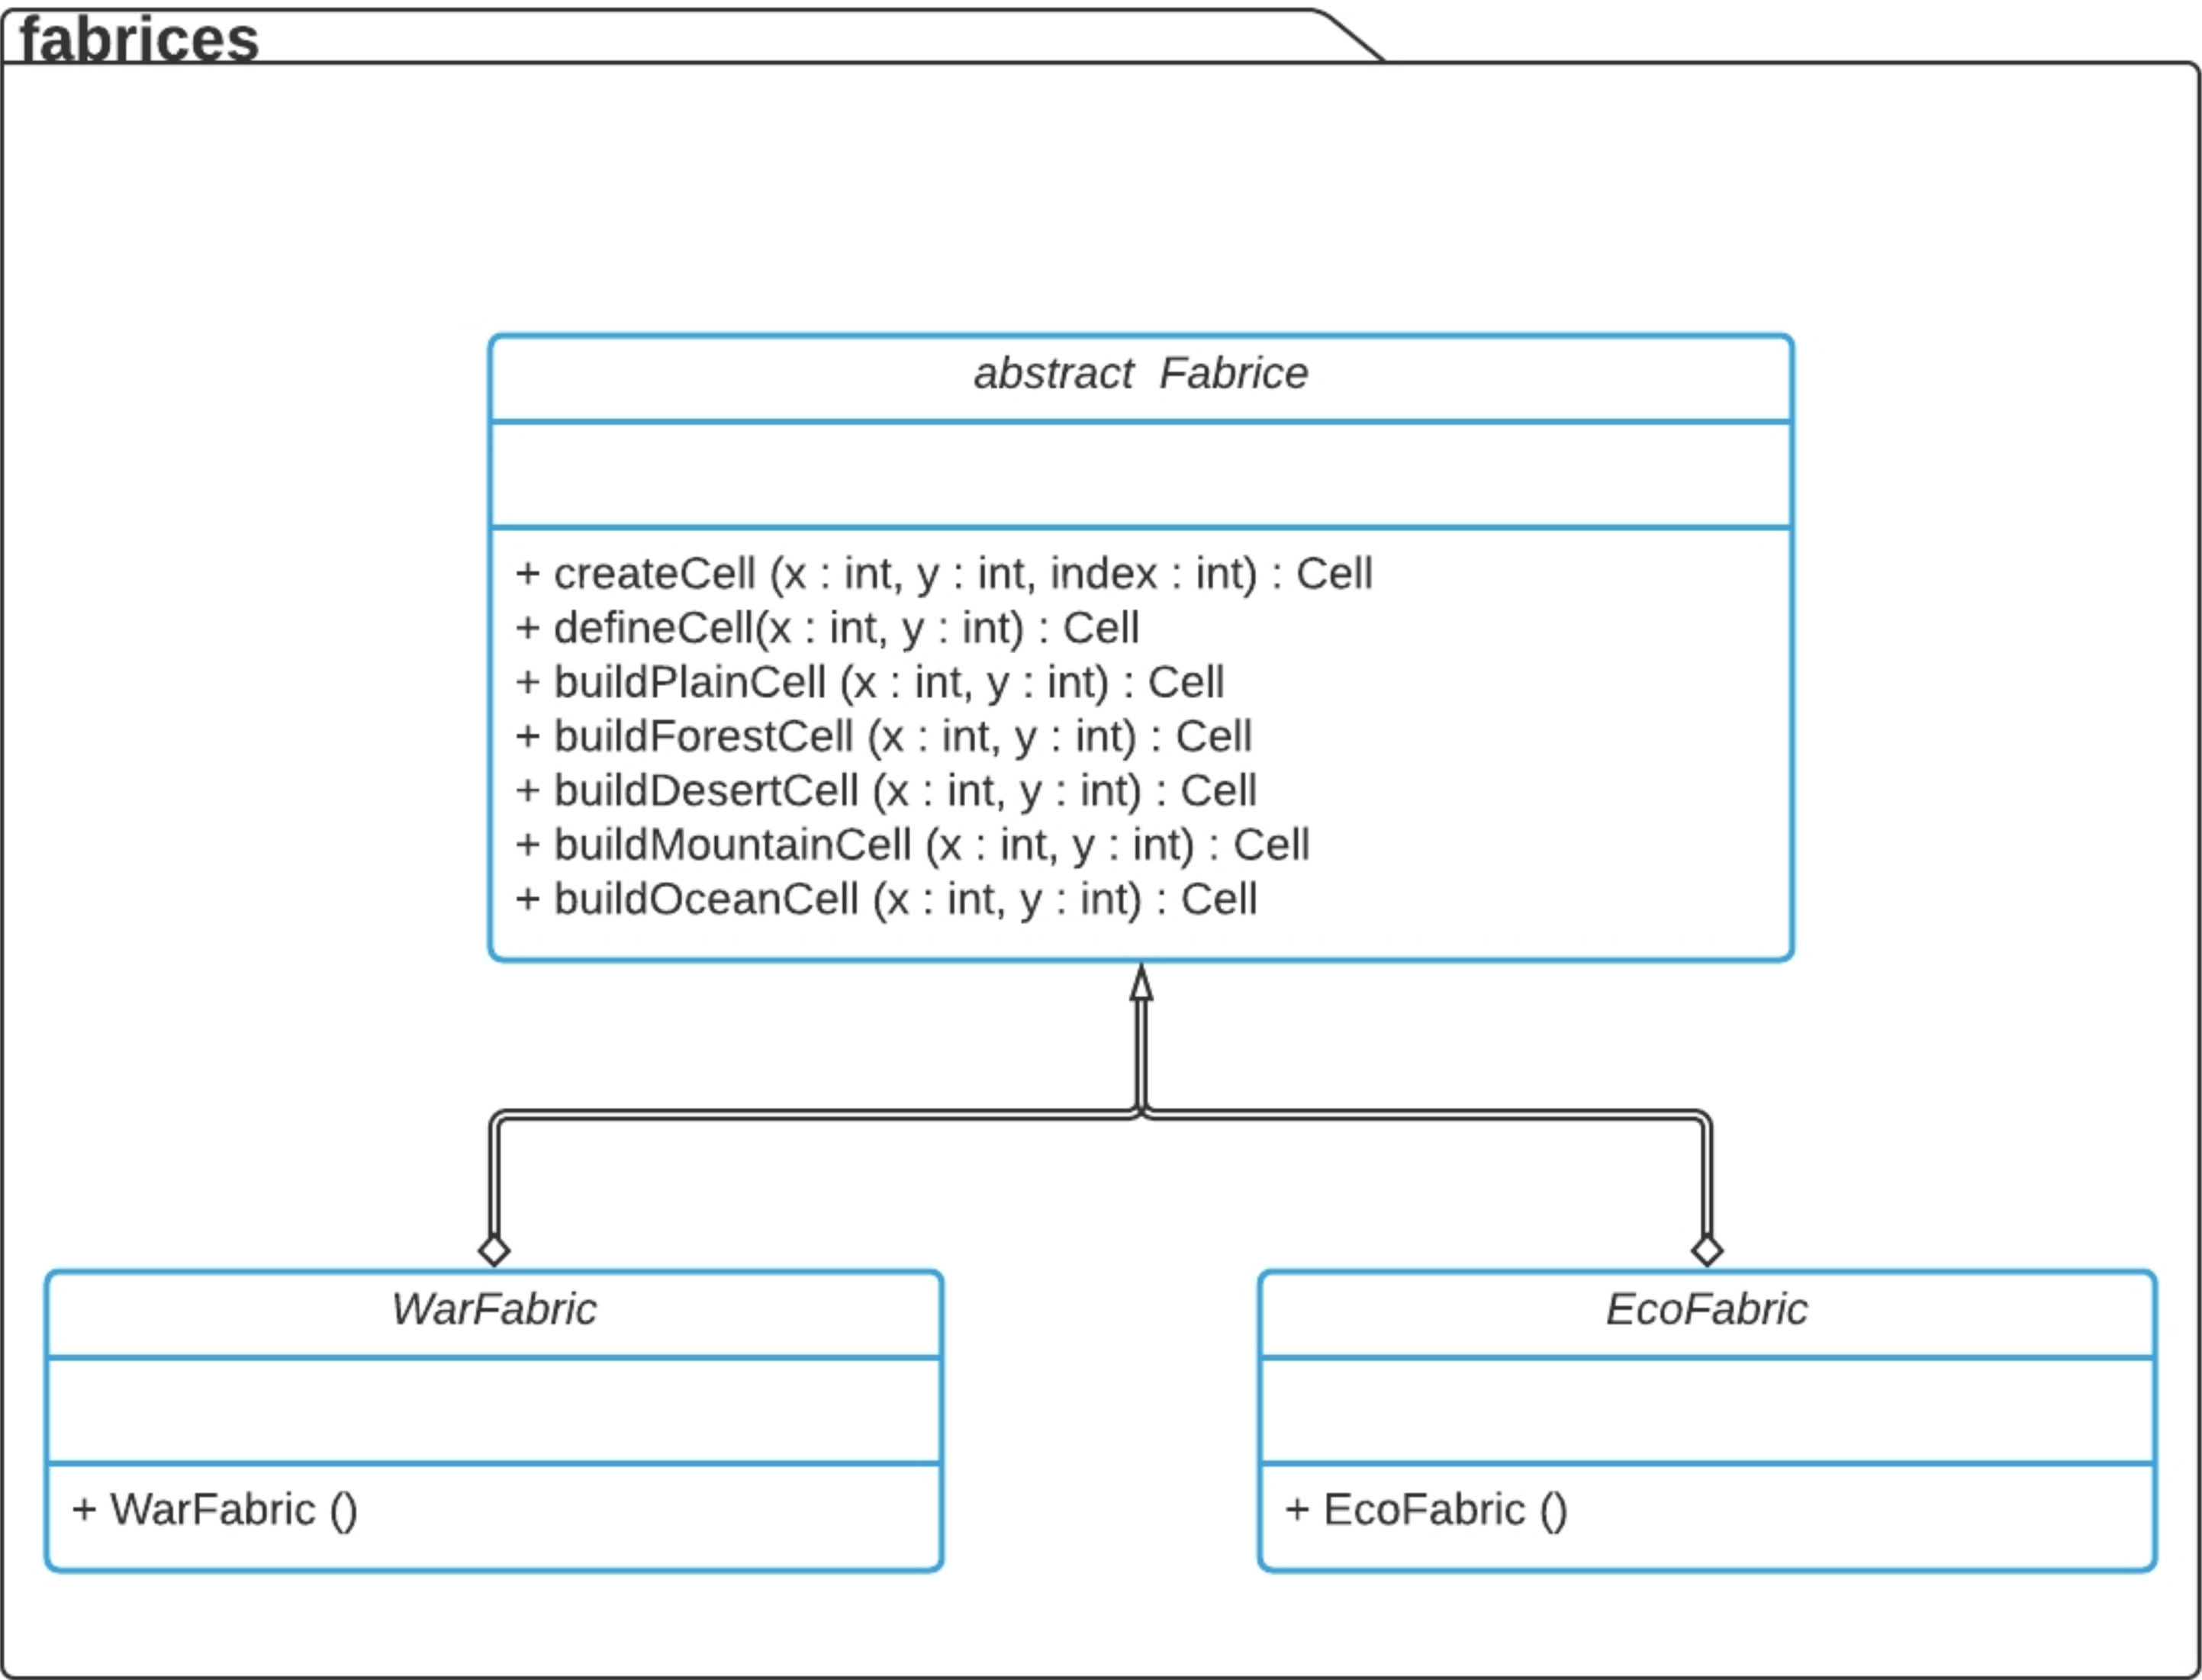 fabrices
abstract  Fabrice
+ createCell (x : int, y : int, index : int) : Cell
+ defineCell(x : int, y : int) : Cell
+ buildPlainCell (x : int, y : int) : Cell
+ buildForestCell (x : int, y : int) : Cell
+ buildDesertCell (x : int, y : int) : Cell
+ buildMountainCell (x : int, y : int) : Cell
+ buildOceanCell (x : int, y : int) : Cell
WarFabric
+ WarFabric ()
EcoFabric
+ EcoFabric ()